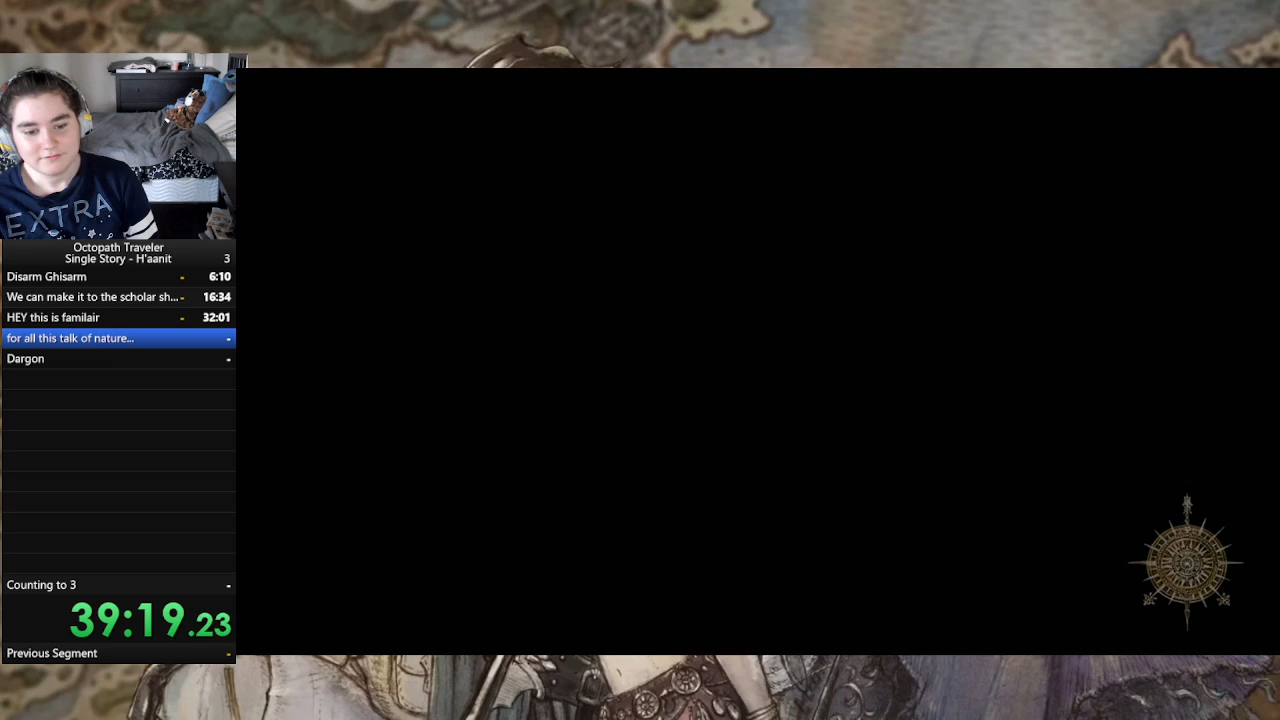 EXTRA
Octopath Traveler
Single Story - H'aanit 3
Disarm Ghisarm - 6:10
We can make it to the scholar sh... - 16:34
HEY this is familair - 32:01
for all this talk of nature... -
Dargon -
Counting to 3 -
39:19.23
Previous Segment -